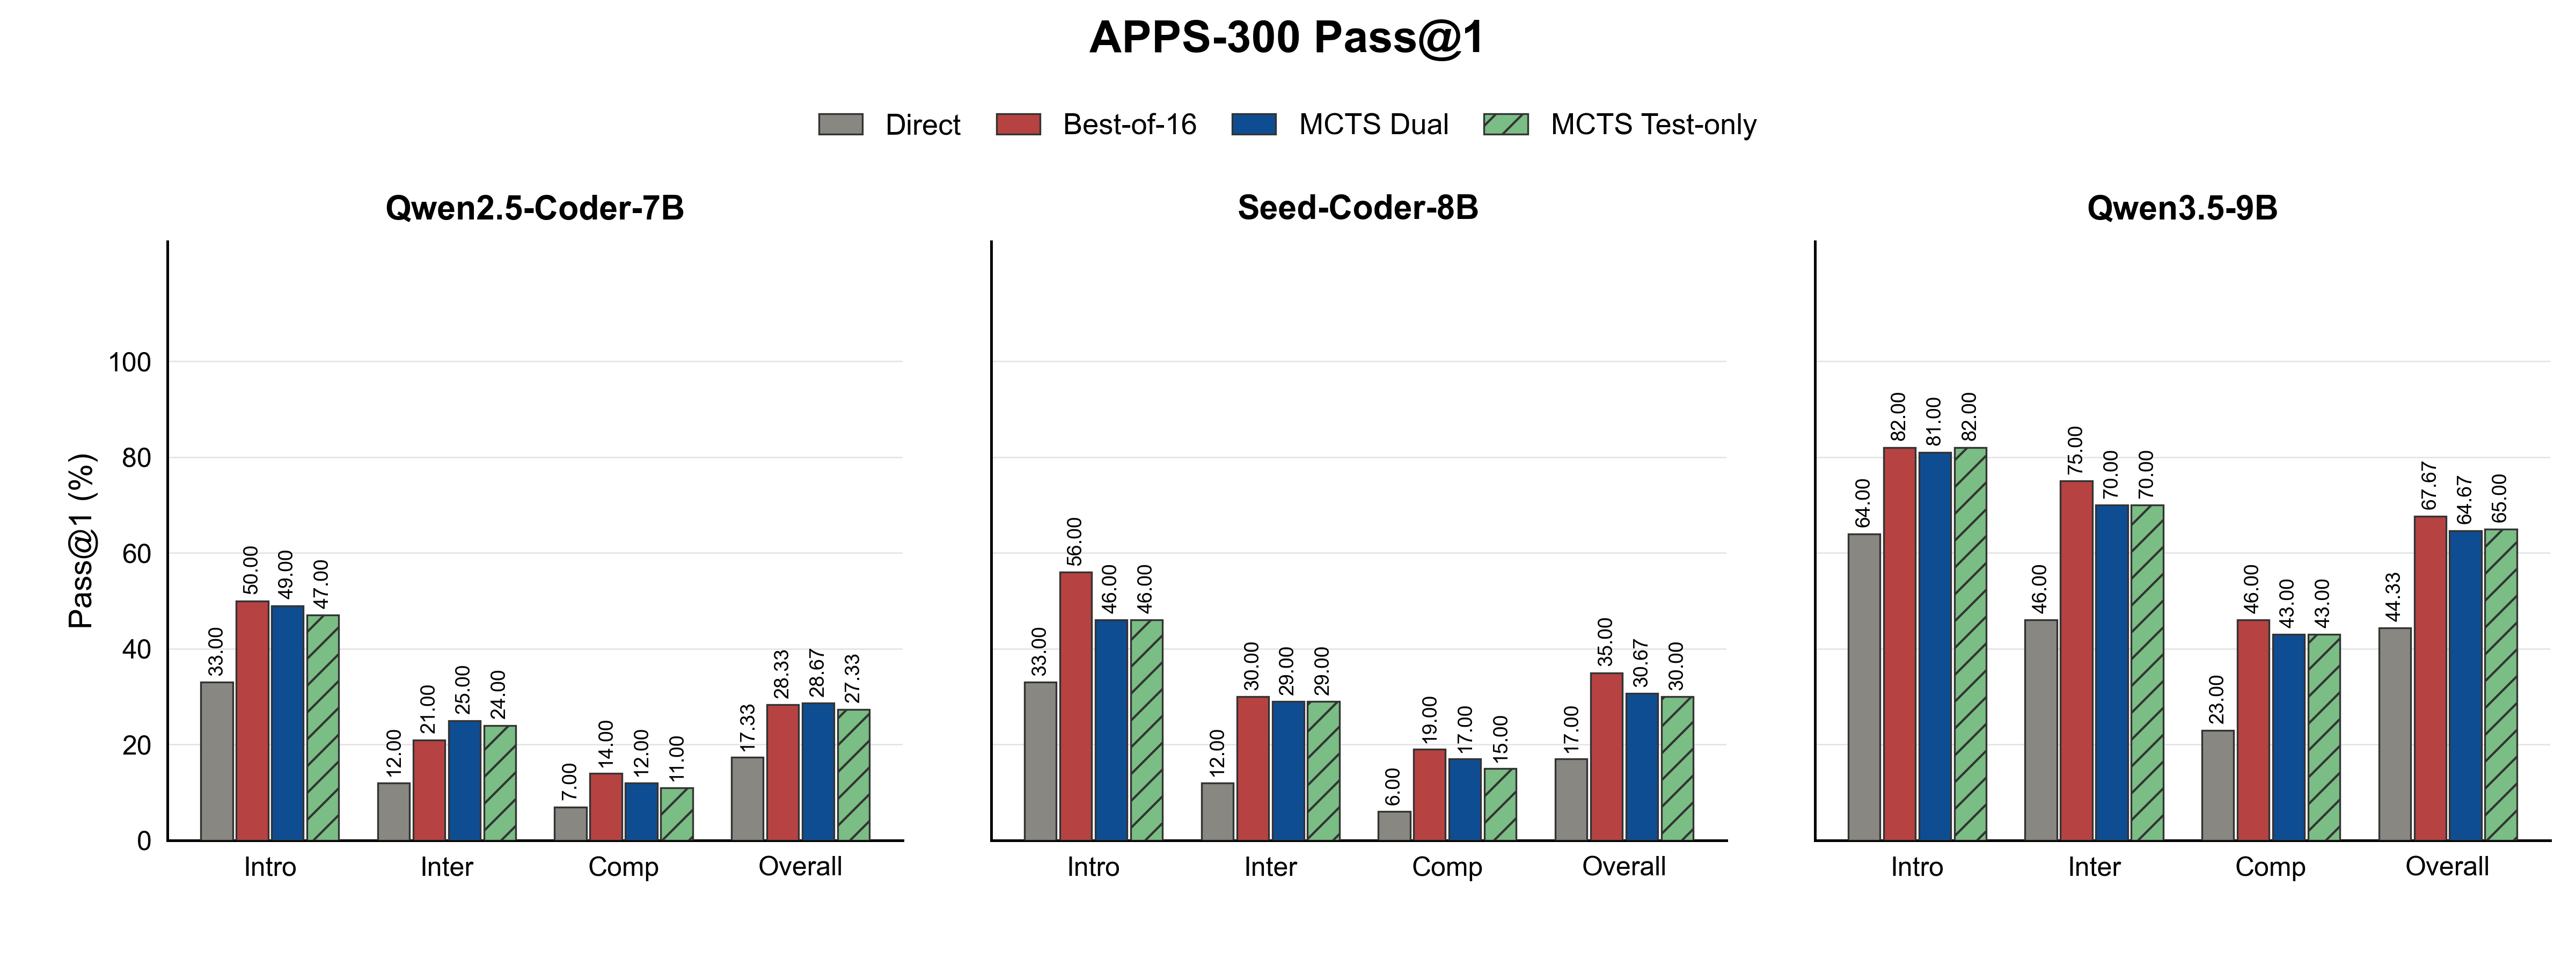 APPS-300 Pass@1
Direct Best-of-16 MCTS Dual MCTS Test-only
Qwen2.5-Coder-7B
Pass@1 (%)
100
80
60
40
20
0
33.00 50.00 49.00 47.00
12.00 21.00 25.00 24.00
7.00 14.00 12.00 11.00
17.33 28.33 28.67 27.33
Intro Inter Comp Overall
Seed-Coder-8B
33.00 56.00 46.00 46.00
12.00 30.00 29.00 29.00
6.00 19.00 17.00 15.00
17.00 35.00 30.67 30.00
Intro Inter Comp Overall
Qwen3.5-9B
64.00 82.00 81.00 82.00
46.00 75.00 70.00 70.00
23.00 46.00 43.00 43.00
44.33 67.67 64.67 65.00
Intro Inter Comp Overall